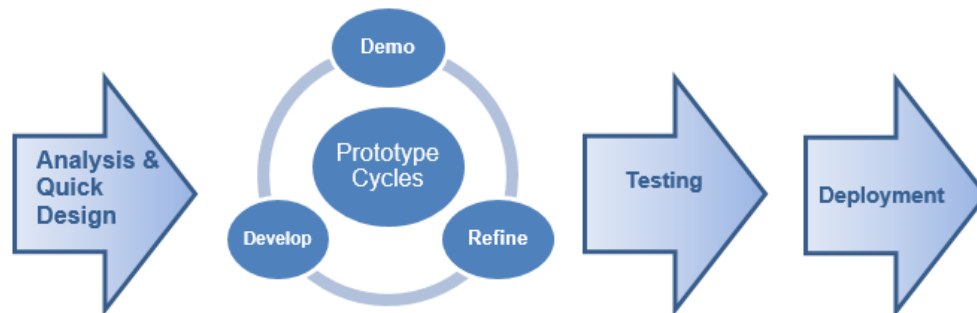 Analysis &
Quick
Design
Demo
Prototype
Cycles
Develop
Refine
Testing
Deployment